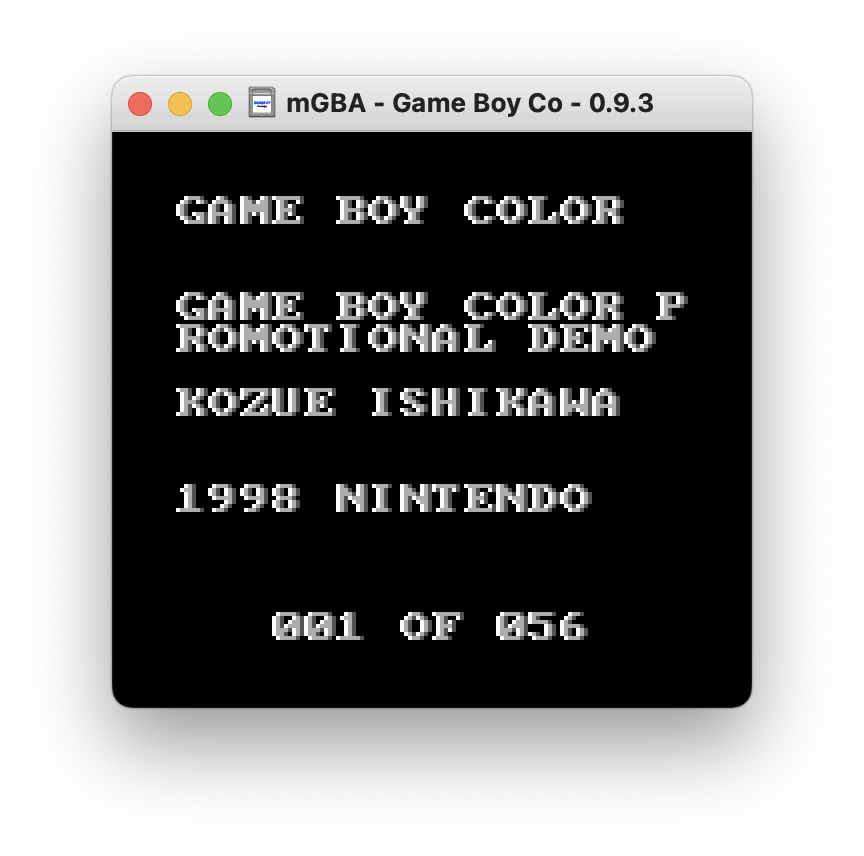 mGBA - Game Boy Co - 0.9.3
GAME BOY COLOR
GAME BOY COLOR P
ROMOTIONAL DEMO
KOZUE ISHIKAWA
1998 NINTENDO
001 OF 056